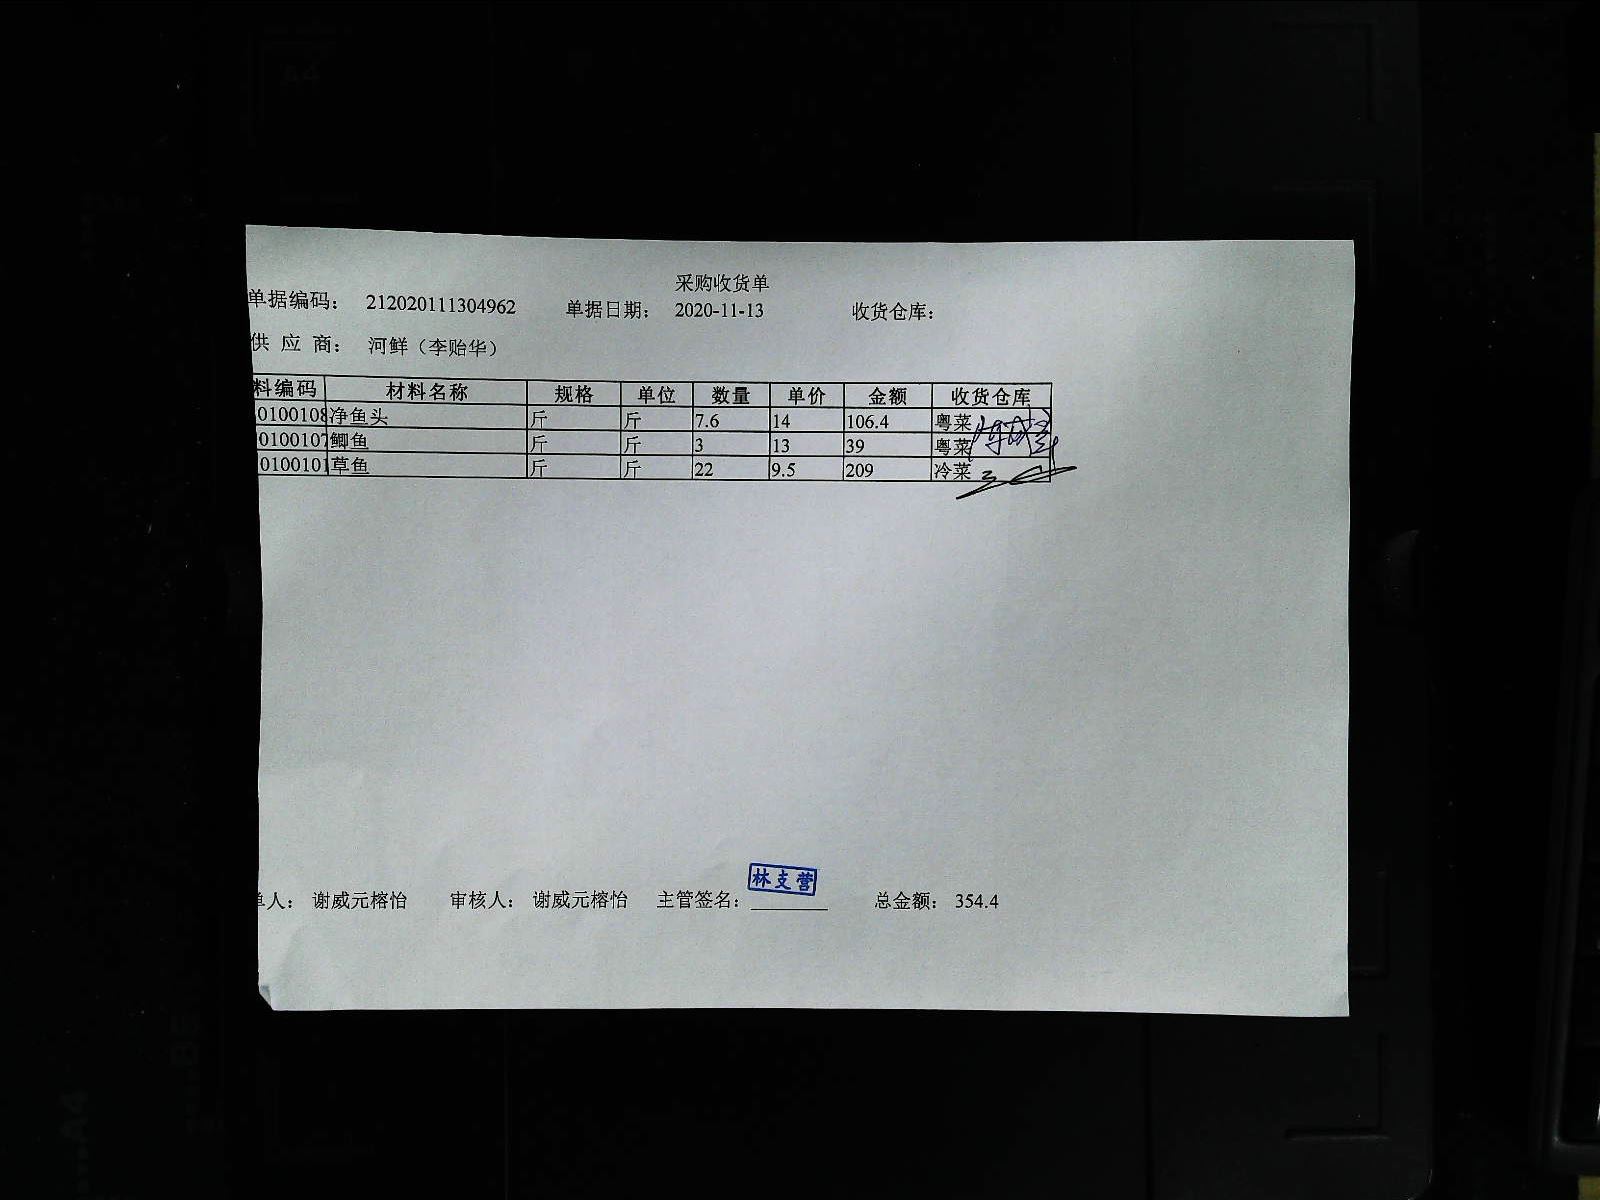 采购收货单
单据编码： 212020111304962 单据日期： 2020-11-13 收货仓库：
供 应 商： 河鲜（李贻华）
料编码 材料名称 规格 单位 数量 单价 金额 收货仓库
0100108 净鱼头 斤 斤 7.6 14 106.4 粤菜
0100107 鲫鱼 斤 斤 3 13 39 粤菜
0100101 草鱼 斤 斤 22 9.5 209 冷菜
林支营
单人： 谢威元榕怡 审核人： 谢威元榕怡 主管签名： 总金额： 354.4